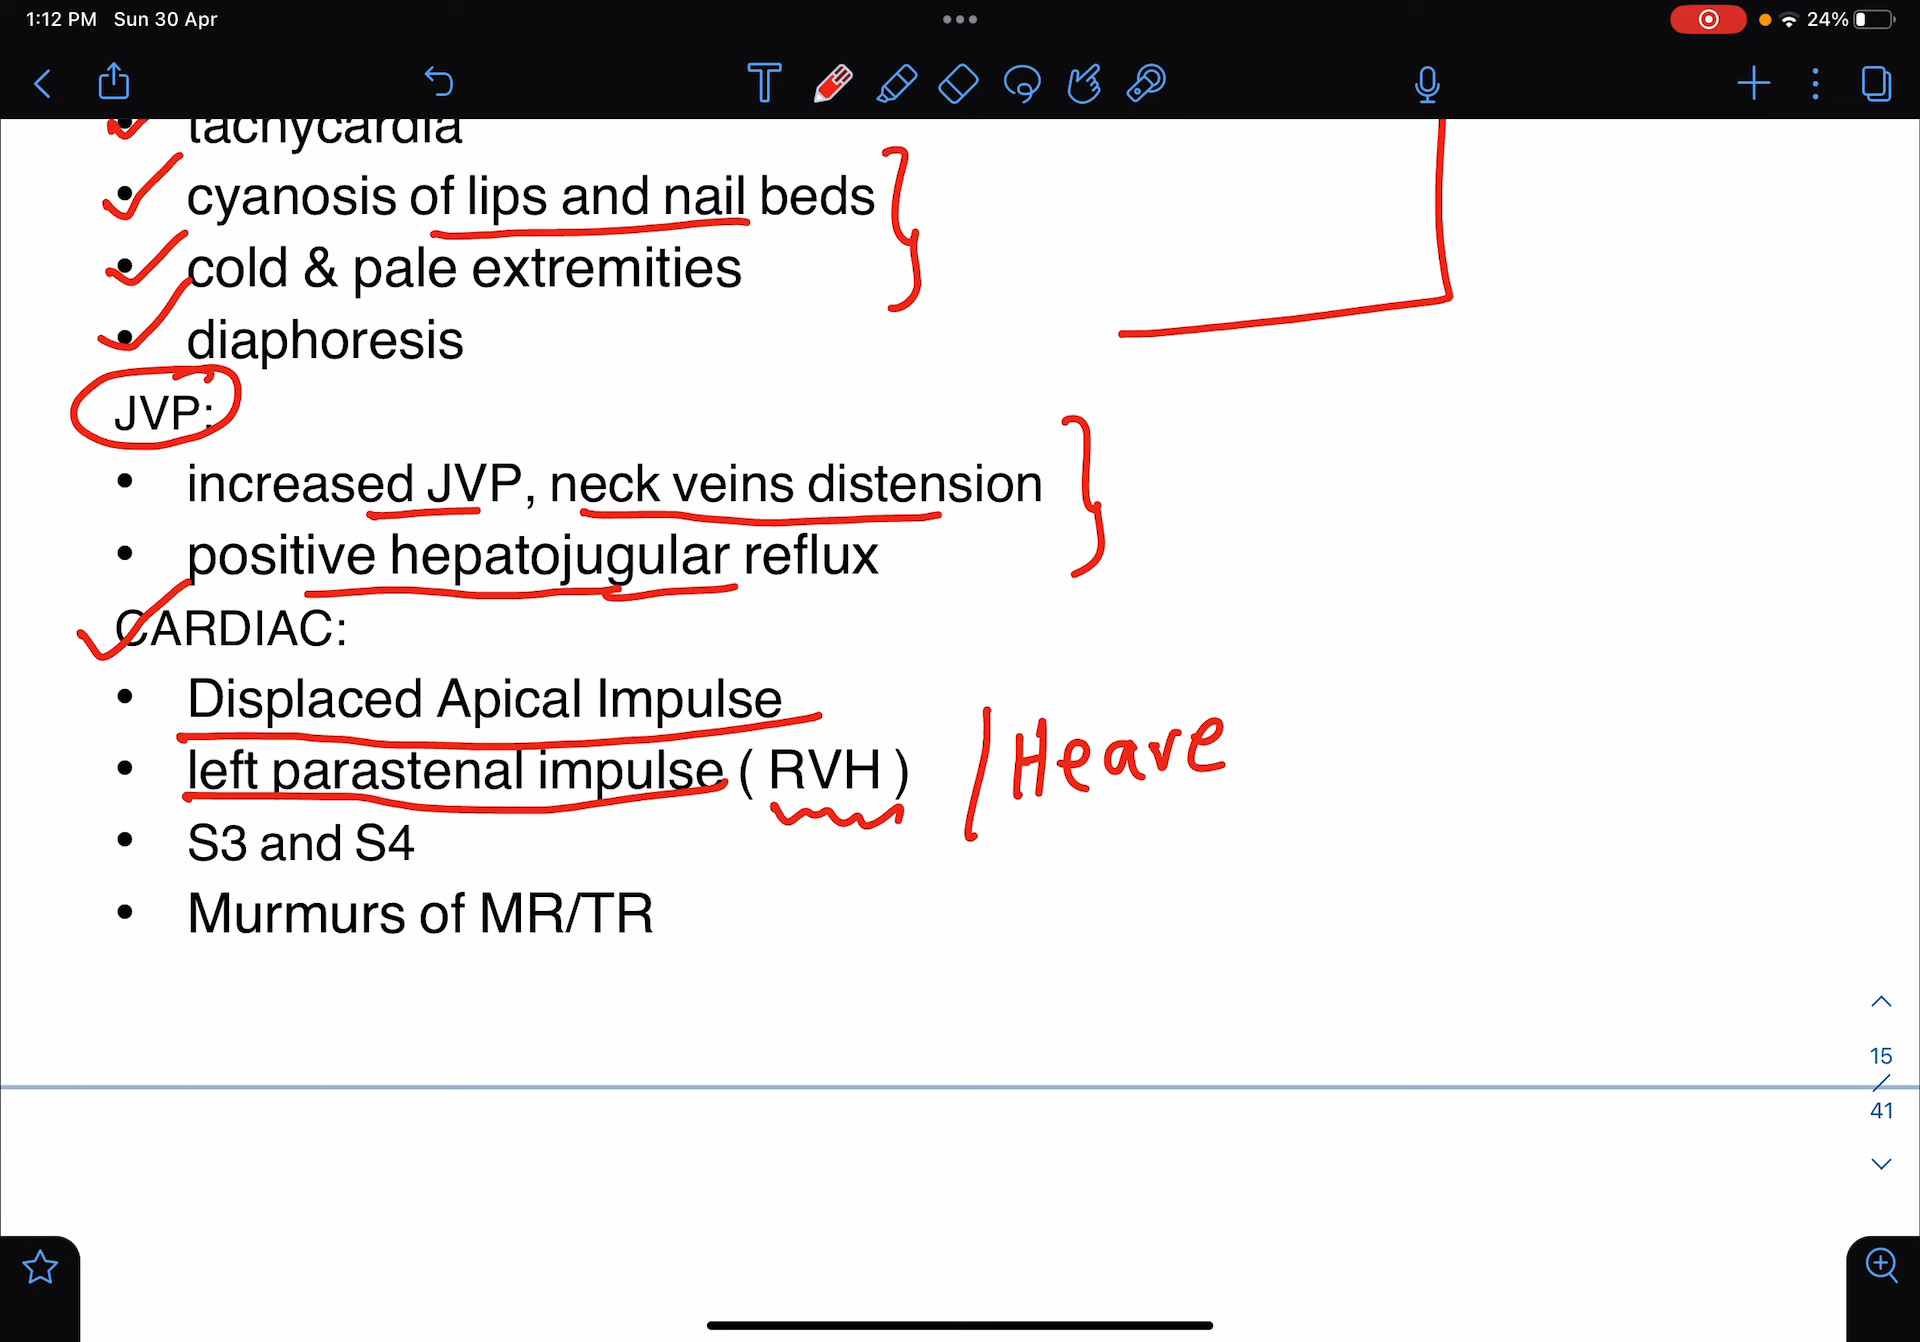 1:12 PM Sun 30 Apr
24%
tachycardia
cyanosis of lips and nail beds
cold & pale extremities
diaphoresis
JVP:
increased JVP, neck veins distension
positive hepatojugular reflux
CARDIAC:
Displaced Apical Impulse
left parastenal impulse ( RVH ) / Heave
S3 and S4
Murmurs of MR/TR
15
/
41